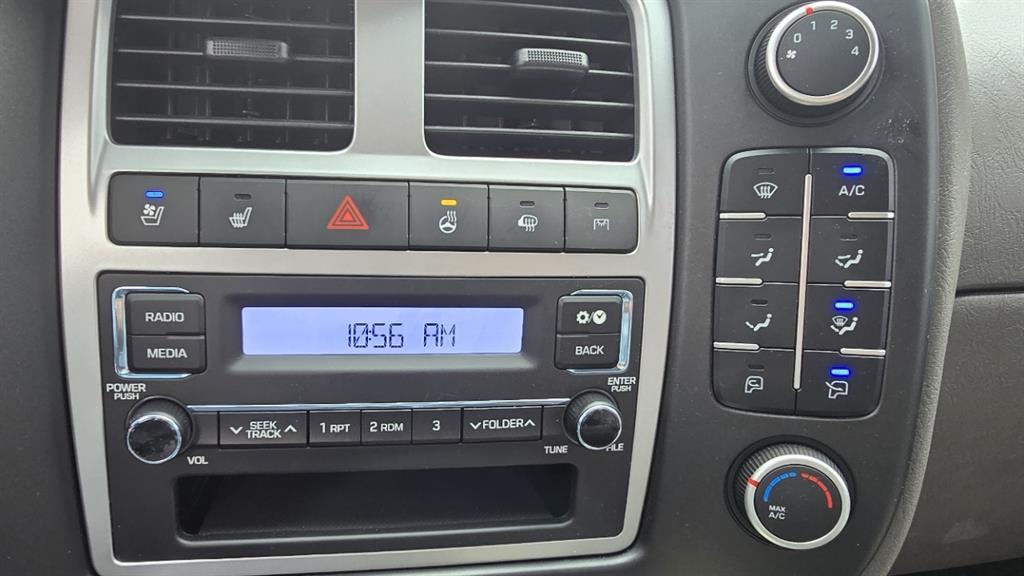 0 1 2 3 4
A/C
RADIO
MEDIA
10:56 AM
BACK
POWER
PUSH
ENTER
PUSH
SEEK
TRACK
1 RPT
2 RDM
3
FOLDER
VOL
TUNE
FILE
MAX
A/C